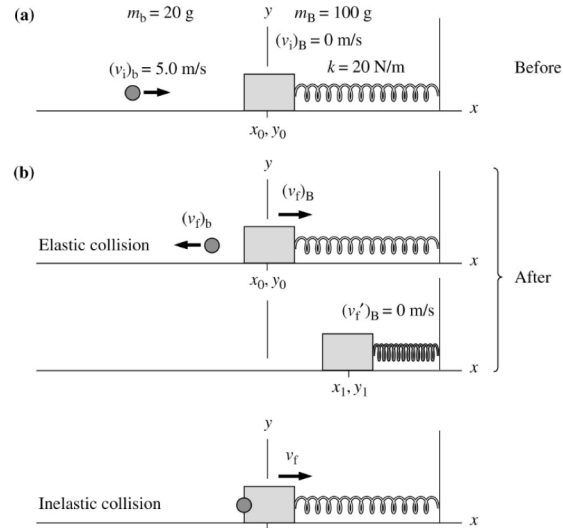 (a) m_b = 20 g y m_B = 100 g
(v_i)_B = 0 m/s
(v_i)_b = 5.0 m/s k = 20 N/m Before
x
x_0, y_0
(b) y
(v_f)_b (v_f)_B
Elastic collision
x
x_0, y_0 After
(v_f′)_B = 0 m/s
x
x_1, y_1
y
v_f
Inelastic collision
x